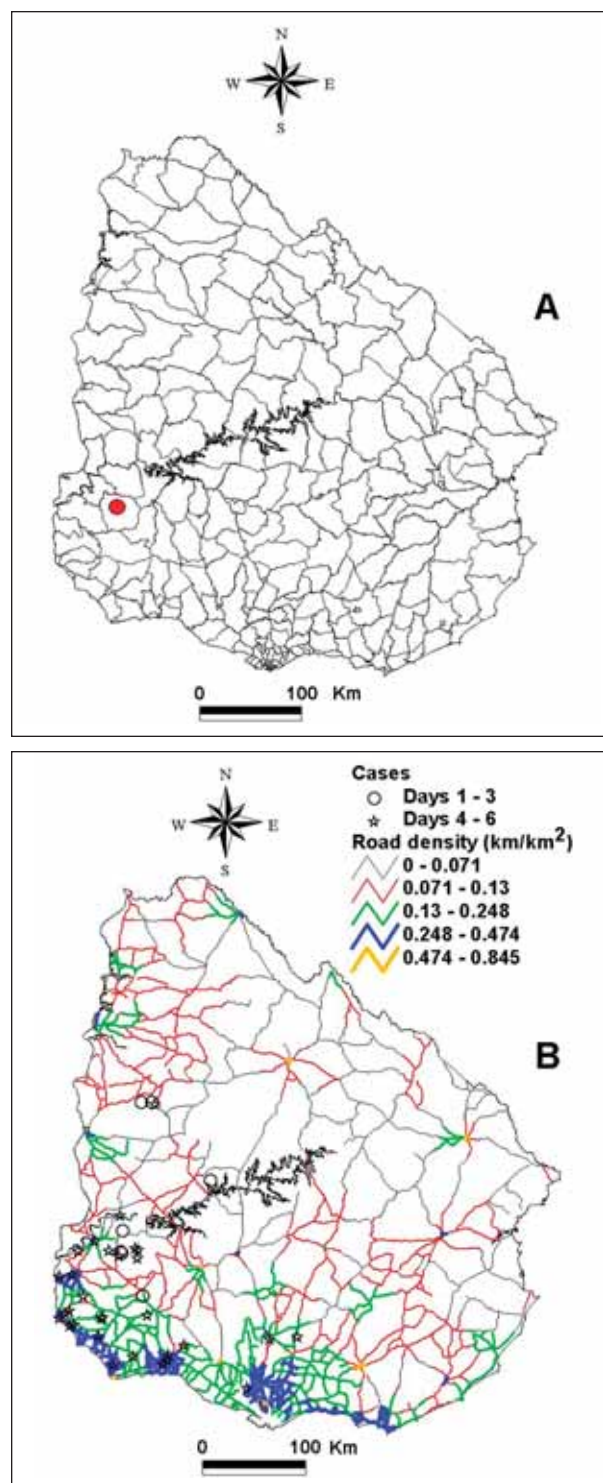 N
W E
S
A
0 100 Km
N
W E
S
Cases
Days 1 - 3
Days 4 - 6
Road density (km/km²)
0 - 0.071
0.071 - 0.13
0.13 - 0.248
0.248 - 0.474
0.474 - 0.845
B
0 100 Km